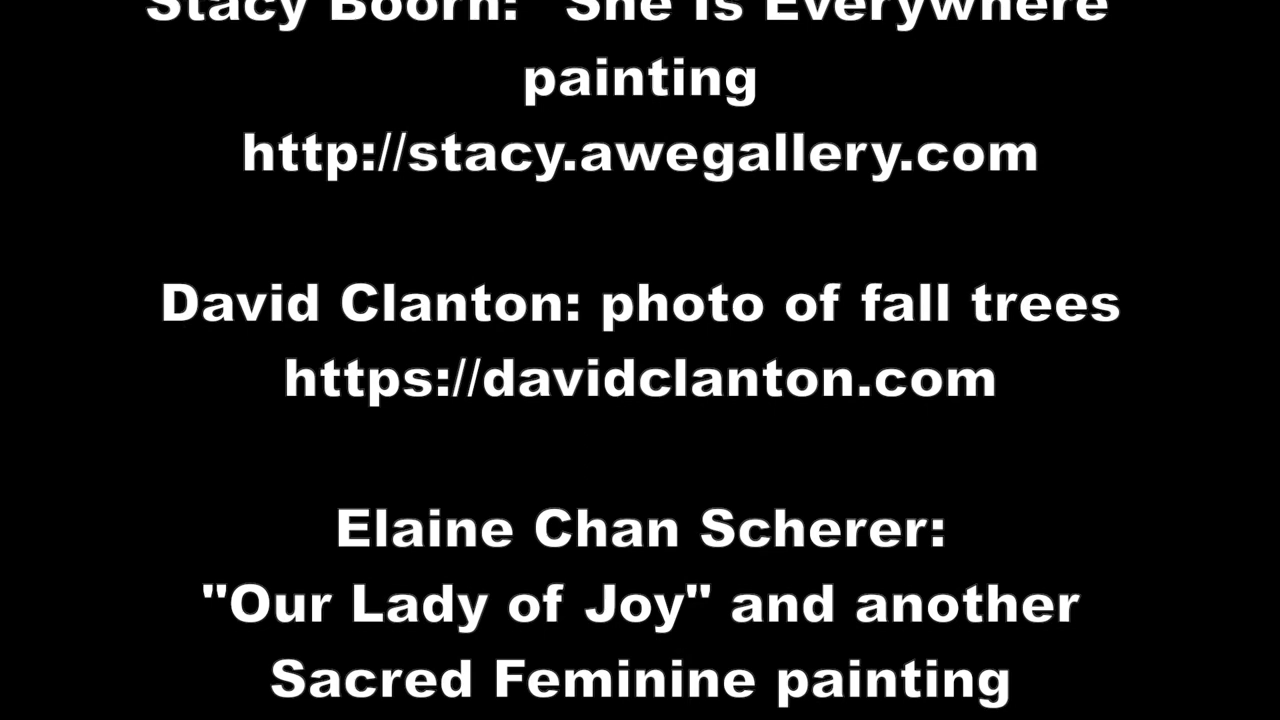 Stacy Boorn: "She Is Everywhere
painting
http://stacy.awegallery.com
David Clanton: photo of fall trees
https://davidclanton.com
Elaine Chan Scherer:
"Our Lady of Joy" and another
Sacred Feminine painting